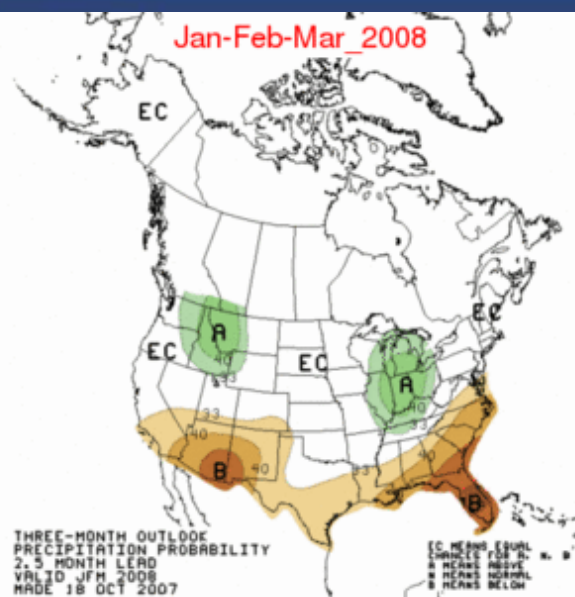 Jan-Feb-Mar_2008
EC
A
EC
40
33
EC
EC
A
40
33
33
40
40
B
33
40
B
THREE-MONTH OUTLOOK
PRECIPITATION PROBABILITY
2.5 MONTH LEAD
VALID JFM 2008
MADE 18 OCT 2007
EC MEANS EQUAL
CHANCES FOR A, N, B
A MEANS ABOVE
N MEANS NORMAL
B MEANS BELOW